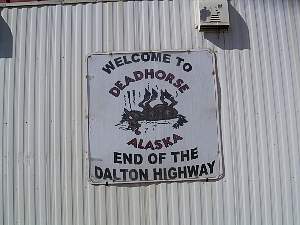 WELCOME TO
DEADHORSE
ALASKA
END OF THE
DALTON HIGHWAY